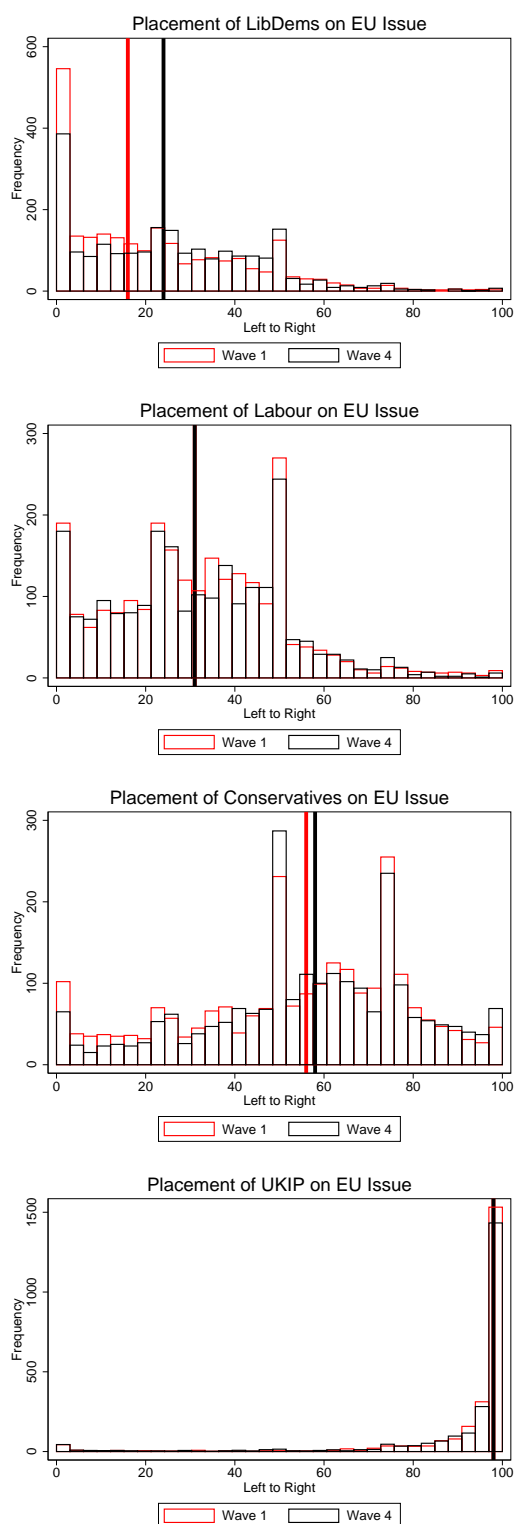 Placement of LibDems on EU Issue
600
400
200
0
Frequency
0 20 40 60 80 100
Left to Right
Wave 1 Wave 4
Placement of Labour on EU Issue
300
200
100
0
Frequency
0 20 40 60 80 100
Left to Right
Wave 1 Wave 4
Placement of Conservatives on EU Issue
300
200
100
0
Frequency
0 20 40 60 80 100
Left to Right
Wave 1 Wave 4
Placement of UKIP on EU Issue
1500
1000
500
0
Frequency
0 20 40 60 80 100
Left to Right
Wave 1 Wave 4